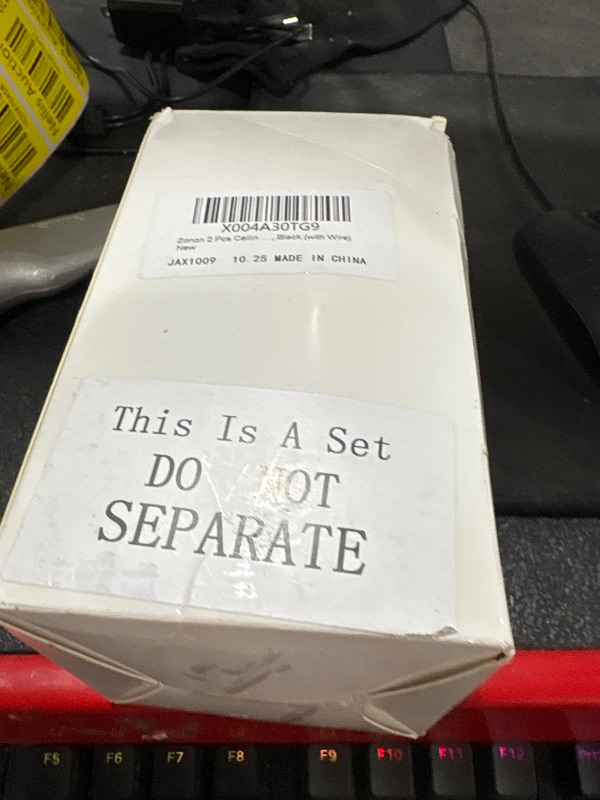 X004A30TG9
Zonon 2 Pcs Ceilin ... , Black (with Wire)
New
JAX1009 10.25 MADE IN CHINA
This Is A Set
DO NOT
SEPARATE
F5 F6 F7 F8 F9 F10 F11 F12